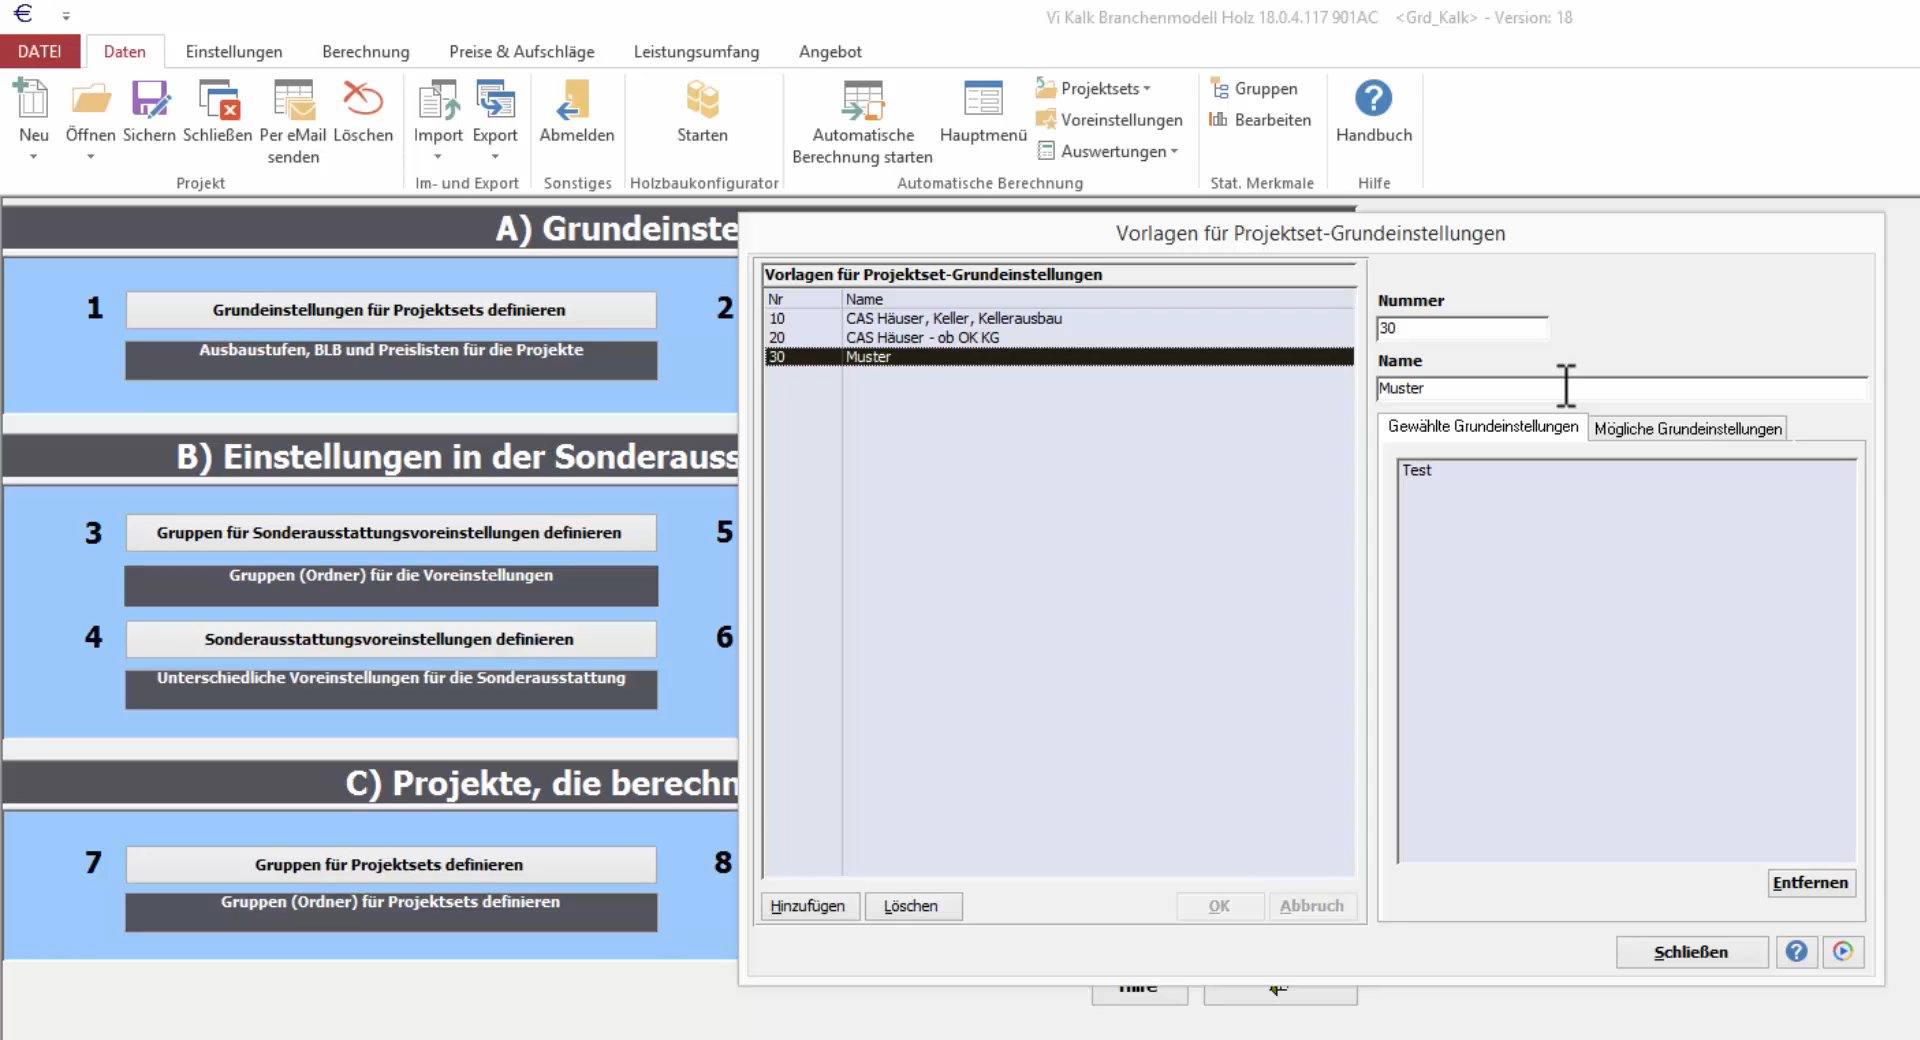 €
Vi Kalk Branchenmodell Holz 18.0.4.117 901AC <Grd_Kalk> - Version: 18
DATEI Daten Einstellungen Berechnung Preise & Aufschläge Leistungsumfang Angebot
Neu Öffnen Sichern Schließen Per eMail senden Löschen
Projekt
Import Export
Im- und Export
Abmelden
Sonstiges
Starten
Holzbaukonfigurator
Automatische Berechnung starten
Hauptmenü
Projektsets
Voreinstellungen
Auswertungen
Automatische Berechnung
Gruppen
Bearbeiten
Stat. Merkmale
?
Handbuch
Hilfe
A) Grundeinste
1 Grundeinstellungen für Projektsets definieren 2
Ausbaustufen, BLB und Preislisten für die Projekte
B) Einstellungen in der Sonderauss
3 Gruppen für Sonderausstattungsvoreinstellungen definieren 5
Gruppen (Ordner) für die Voreinstellungen
4 Sonderausstattungsvoreinstellungen definieren 6
Unterschiedliche Voreinstellungen für die Sonderausstattung
C) Projekte, die berechn
7 Gruppen für Projektsets definieren 8
Gruppen (Ordner) für Projektsets definieren
Vorlagen für Projektset-Grundeinstellungen
Vorlagen für Projektset-Grundeinstellungen
Nr Name
10 CAS Häuser, Keller, Kellerausbau
20 CAS Häuser - ob OK KG
30 Muster
Hinzufügen Löschen OK Abbruch
Nummer
30
Name
Muster
Gewählte Grundeinstellungen Mögliche Grundeinstellungen
Test
Entfernen
Schließen ?
Hilfe